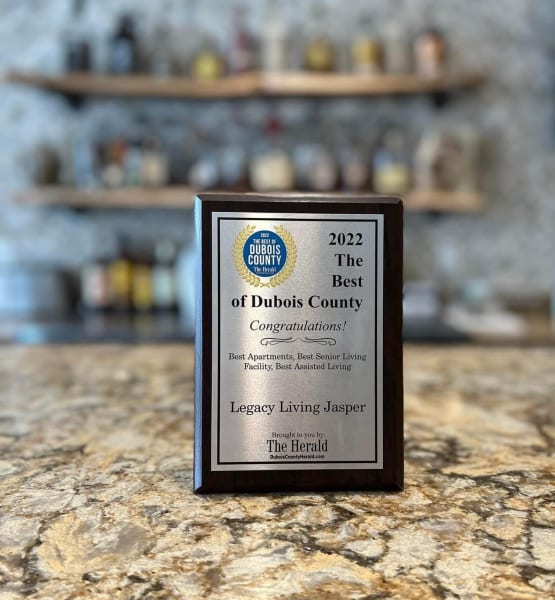 2022
THE BEST OF
DUBOIS
COUNTY
The Herald
2022
The
Best
of Dubois County
Congratulations!
Best Apartments, Best Senior Living
Facility, Best Assisted Living
Legacy Living Jasper
Brought to you by:
The Herald
DuboisCountyHerald.com